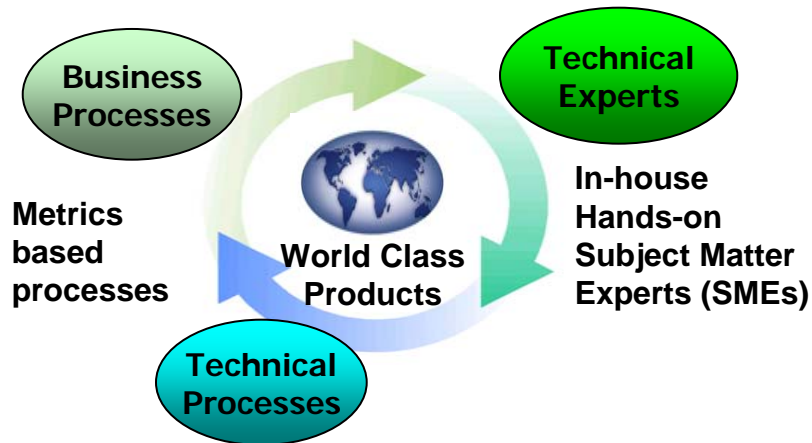 Business
Processes
Technical
Experts
Metrics
based
processes
World Class
Products
In-house
Hands-on
Subject Matter
Experts (SMEs)
Technical
Processes